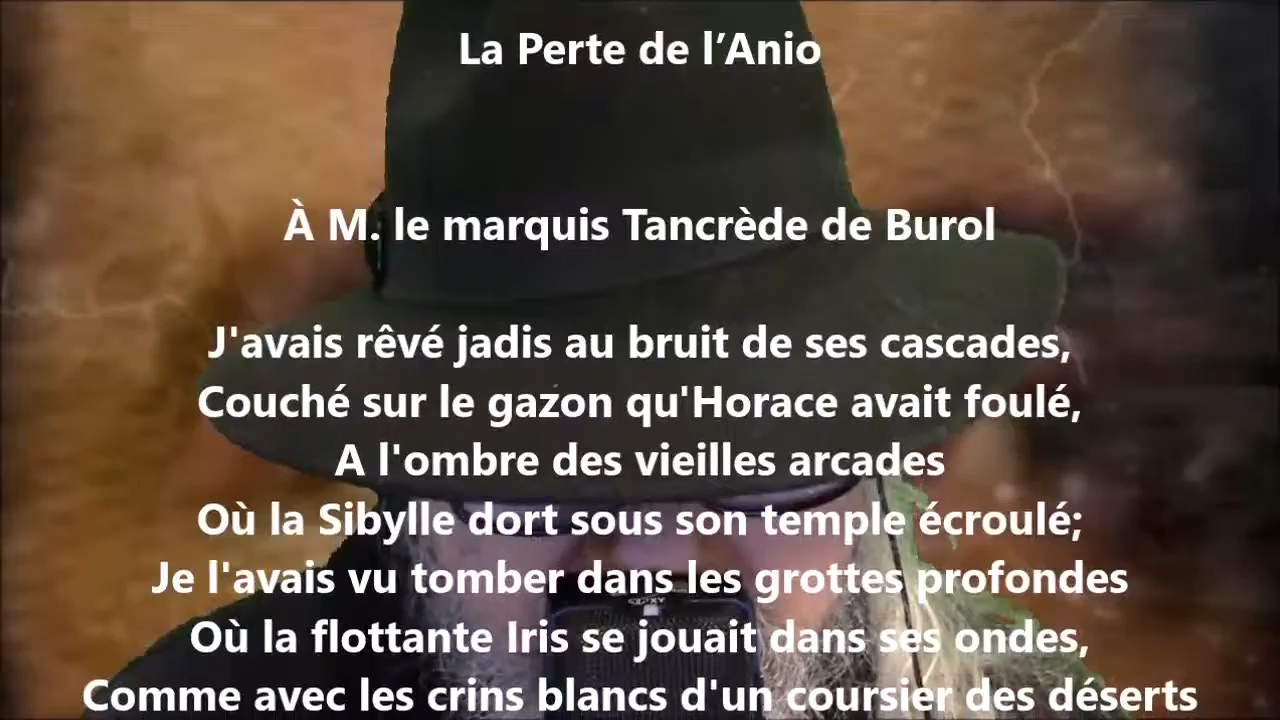 La Perte de l’Anio
À M. le marquis Tancrède de Burol
J'avais rêvé jadis au bruit de ses cascades,
Couché sur le gazon qu'Horace avait foulé,
A l'ombre des vieilles arcades
Où la Sibylle dort sous son temple écroulé;
Je l'avais vu tomber dans les grottes profondes
Où la flottante Iris se jouait dans ses ondes,
Comme avec les crins blancs d'un coursier des déserts